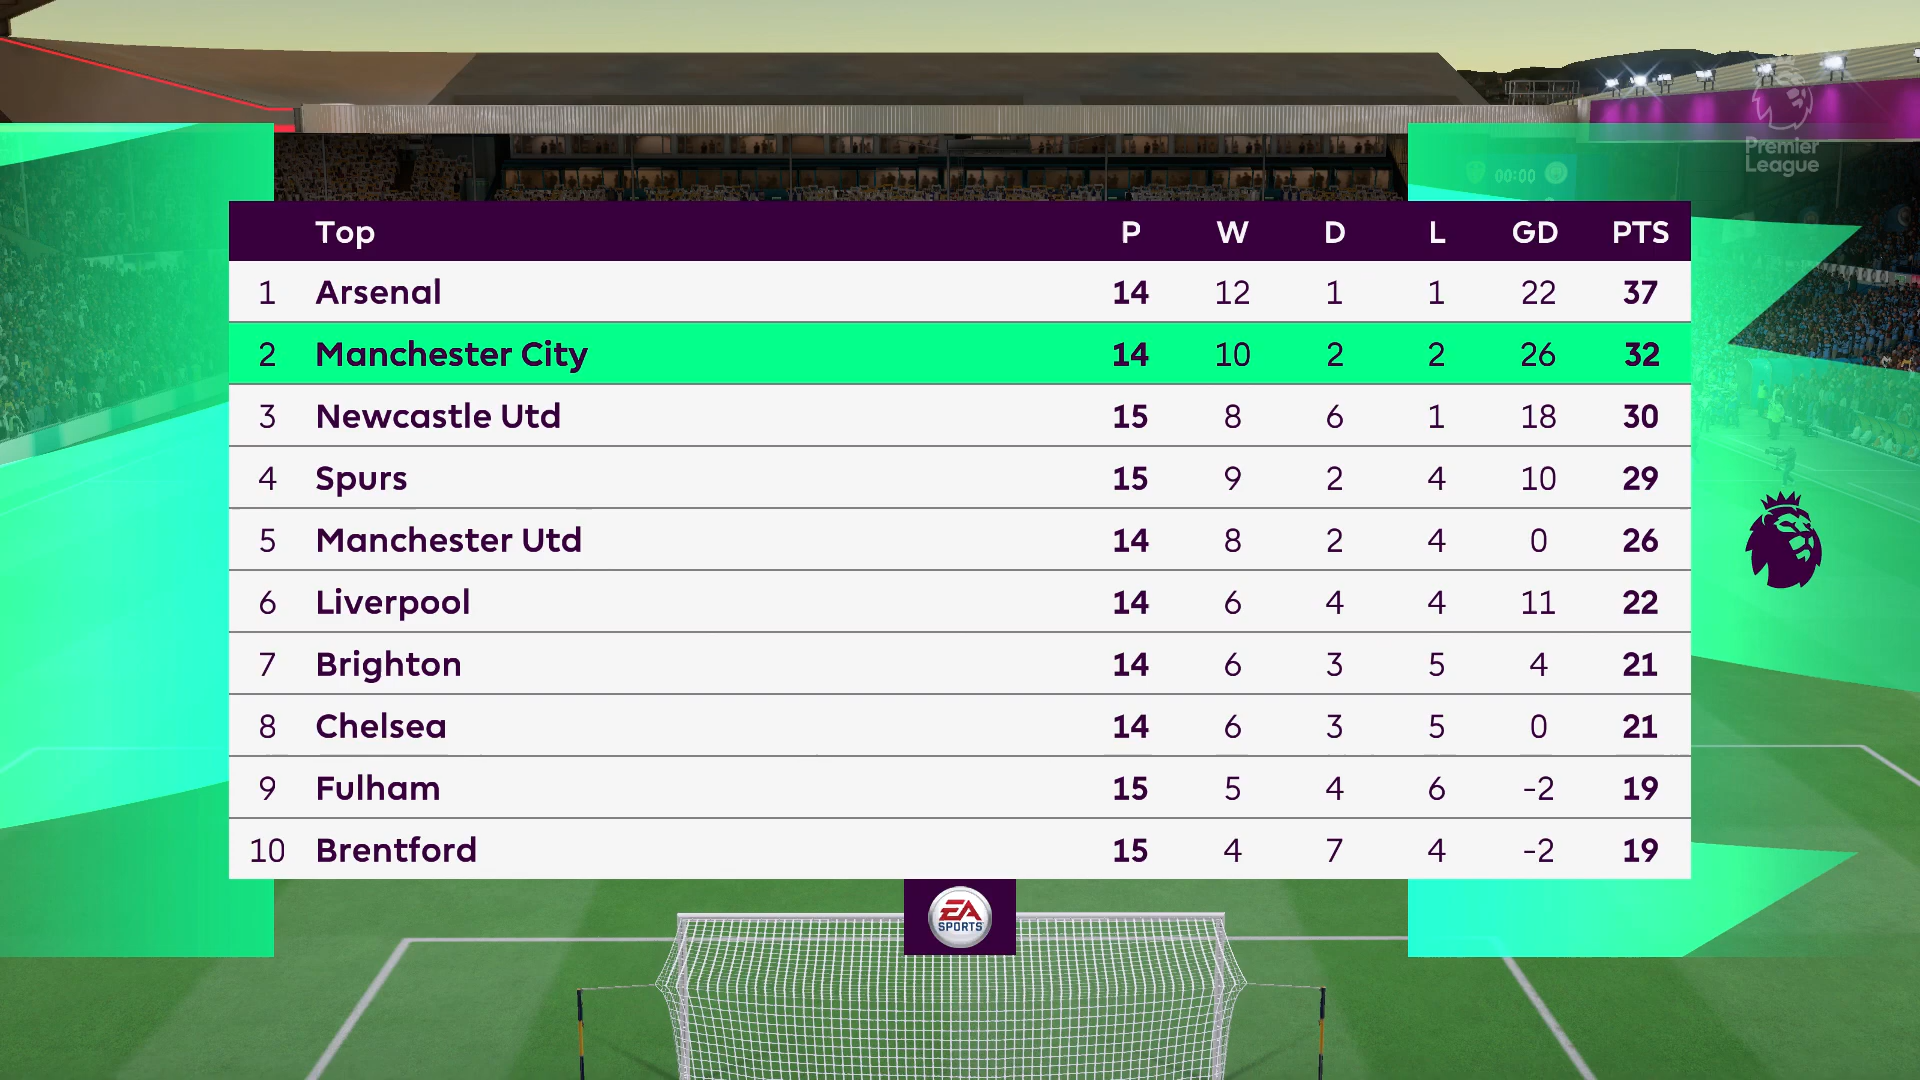 Premier
League
00:00
Top P W D L GD PTS
1 Arsenal 14 12 1 1 22 37
2 Manchester City 14 10 2 2 26 32
3 Newcastle Utd 15 8 6 1 18 30
4 Spurs 15 9 2 4 10 29
5 Manchester Utd 14 8 2 4 0 26
6 Liverpool 14 6 4 4 11 22
7 Brighton 14 6 3 5 4 21
8 Chelsea 14 6 3 5 0 21
9 Fulham 15 5 4 6 -2 19
10 Brentford 15 4 7 4 -2 19
EA
SPORTS